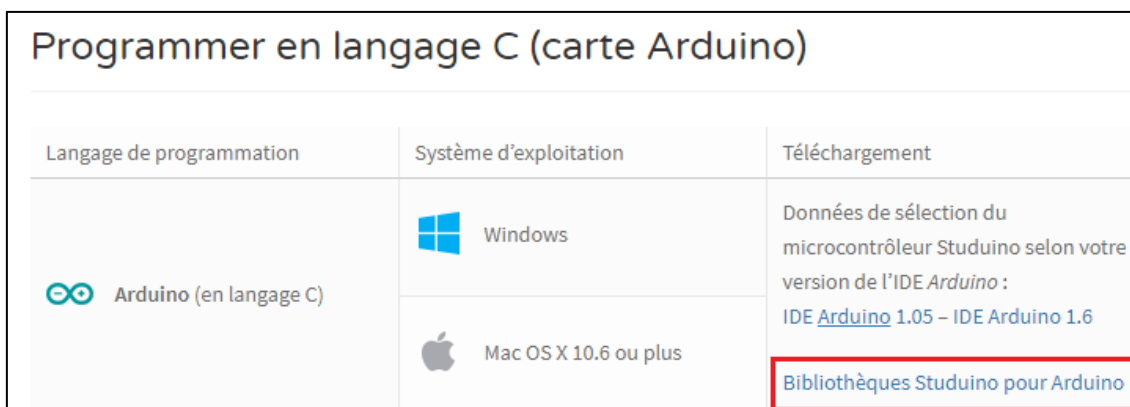 Programmer en langage C (carte Arduino)
Langage de programmation
Système d'exploitation
Téléchargement
Arduino (en langage C)
Windows
Mac OS X 10.6 ou plus
Données de sélection du
microcontrôleur Studuino selon votre
version de l'IDE Arduino :
IDE Arduino 1.05 – IDE Arduino 1.6
Bibliothèques Studuino pour Arduino